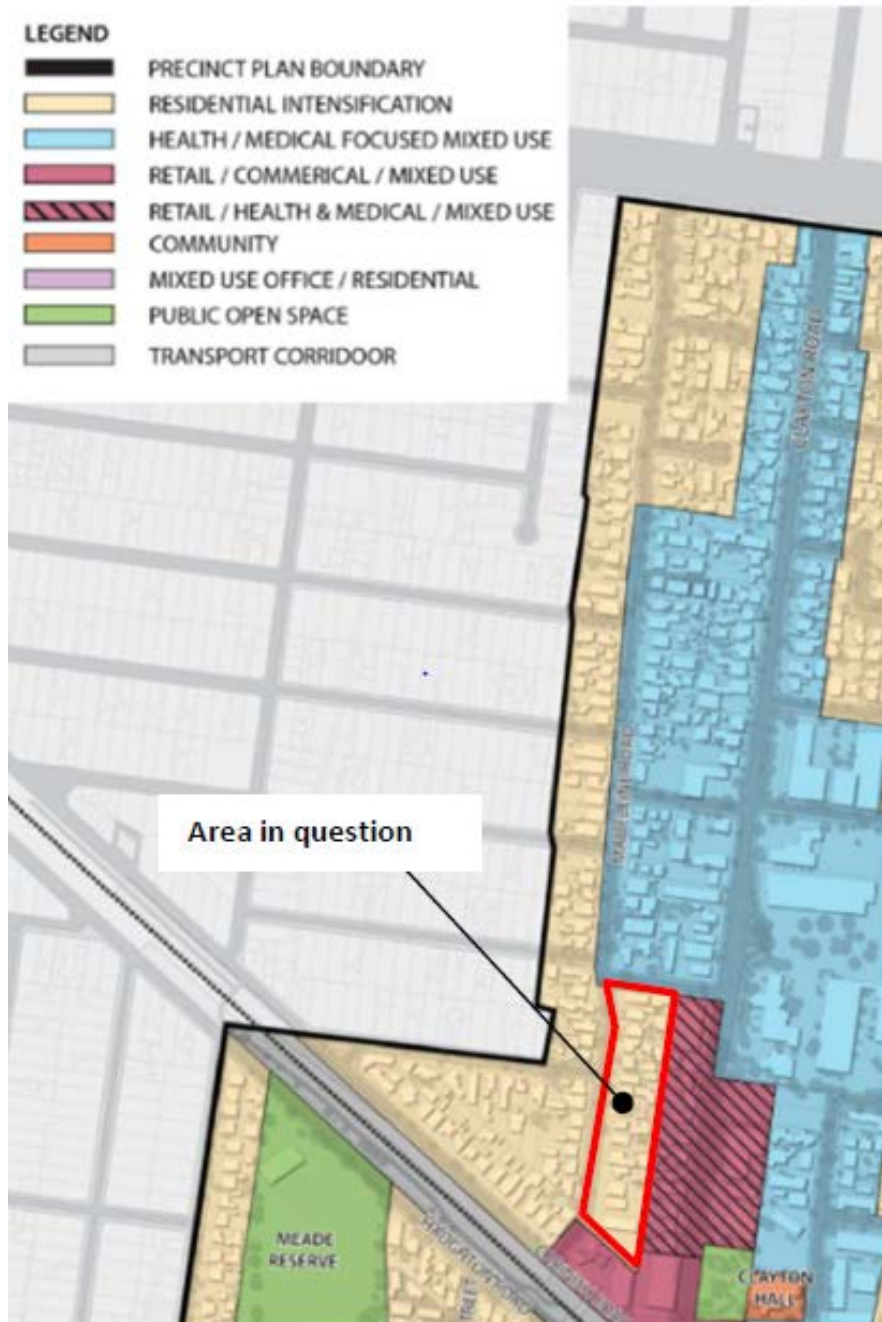 LEGEND
PRECINCT PLAN BOUNDARY
RESIDENTIAL INTENSIFICATION
HEALTH / MEDICAL FOCUSED MIXED USE
RETAIL / COMMERICAL / MIXED USE
RETAIL / HEALTH & MEDICAL / MIXED USE
COMMUNITY
MIXED USE OFFICE / RESIDENTIAL
PUBLIC OPEN SPACE
TRANSPORT CORRIDOOR
CLAYTON ROAD
MADELEINE ROAD
Area in question
MEADE
RESERVE
CLAYTON
HALL